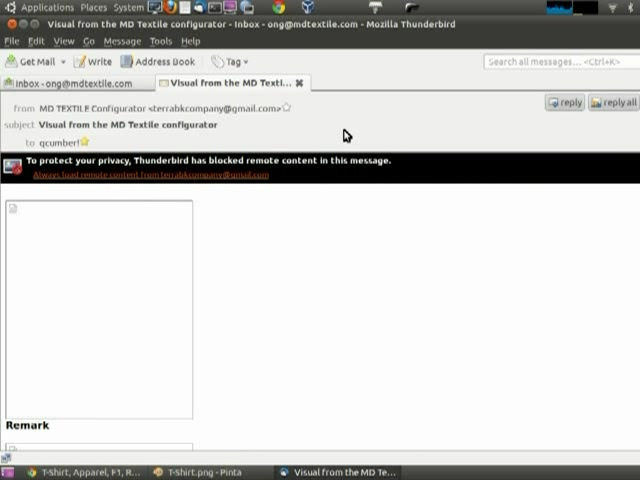 Applications Places System
Visual from the MD Textile configurator - Inbox - ong@mdtextile.com - Mozilla Thunderbird
File Edit View Go Message Tools Help
Get Mail Write Address Book Tag
Search all messages... <Ctrl+K>
Inbox - ong@mdtextile.com
Visual from the MD Texti...
from MD TEXTILE Configurator <terrabkcompany@gmail.com>
reply reply all
subject Visual from the MD Textile configurator
to qcumber!
To protect your privacy, Thunderbird has blocked remote content in this message.
Always load remote content from terrabkcompany@gmail.com
Remark
T-Shirt, Apparel, F1, R... T-Shirt.png - Pinta Visual from the MD Te...